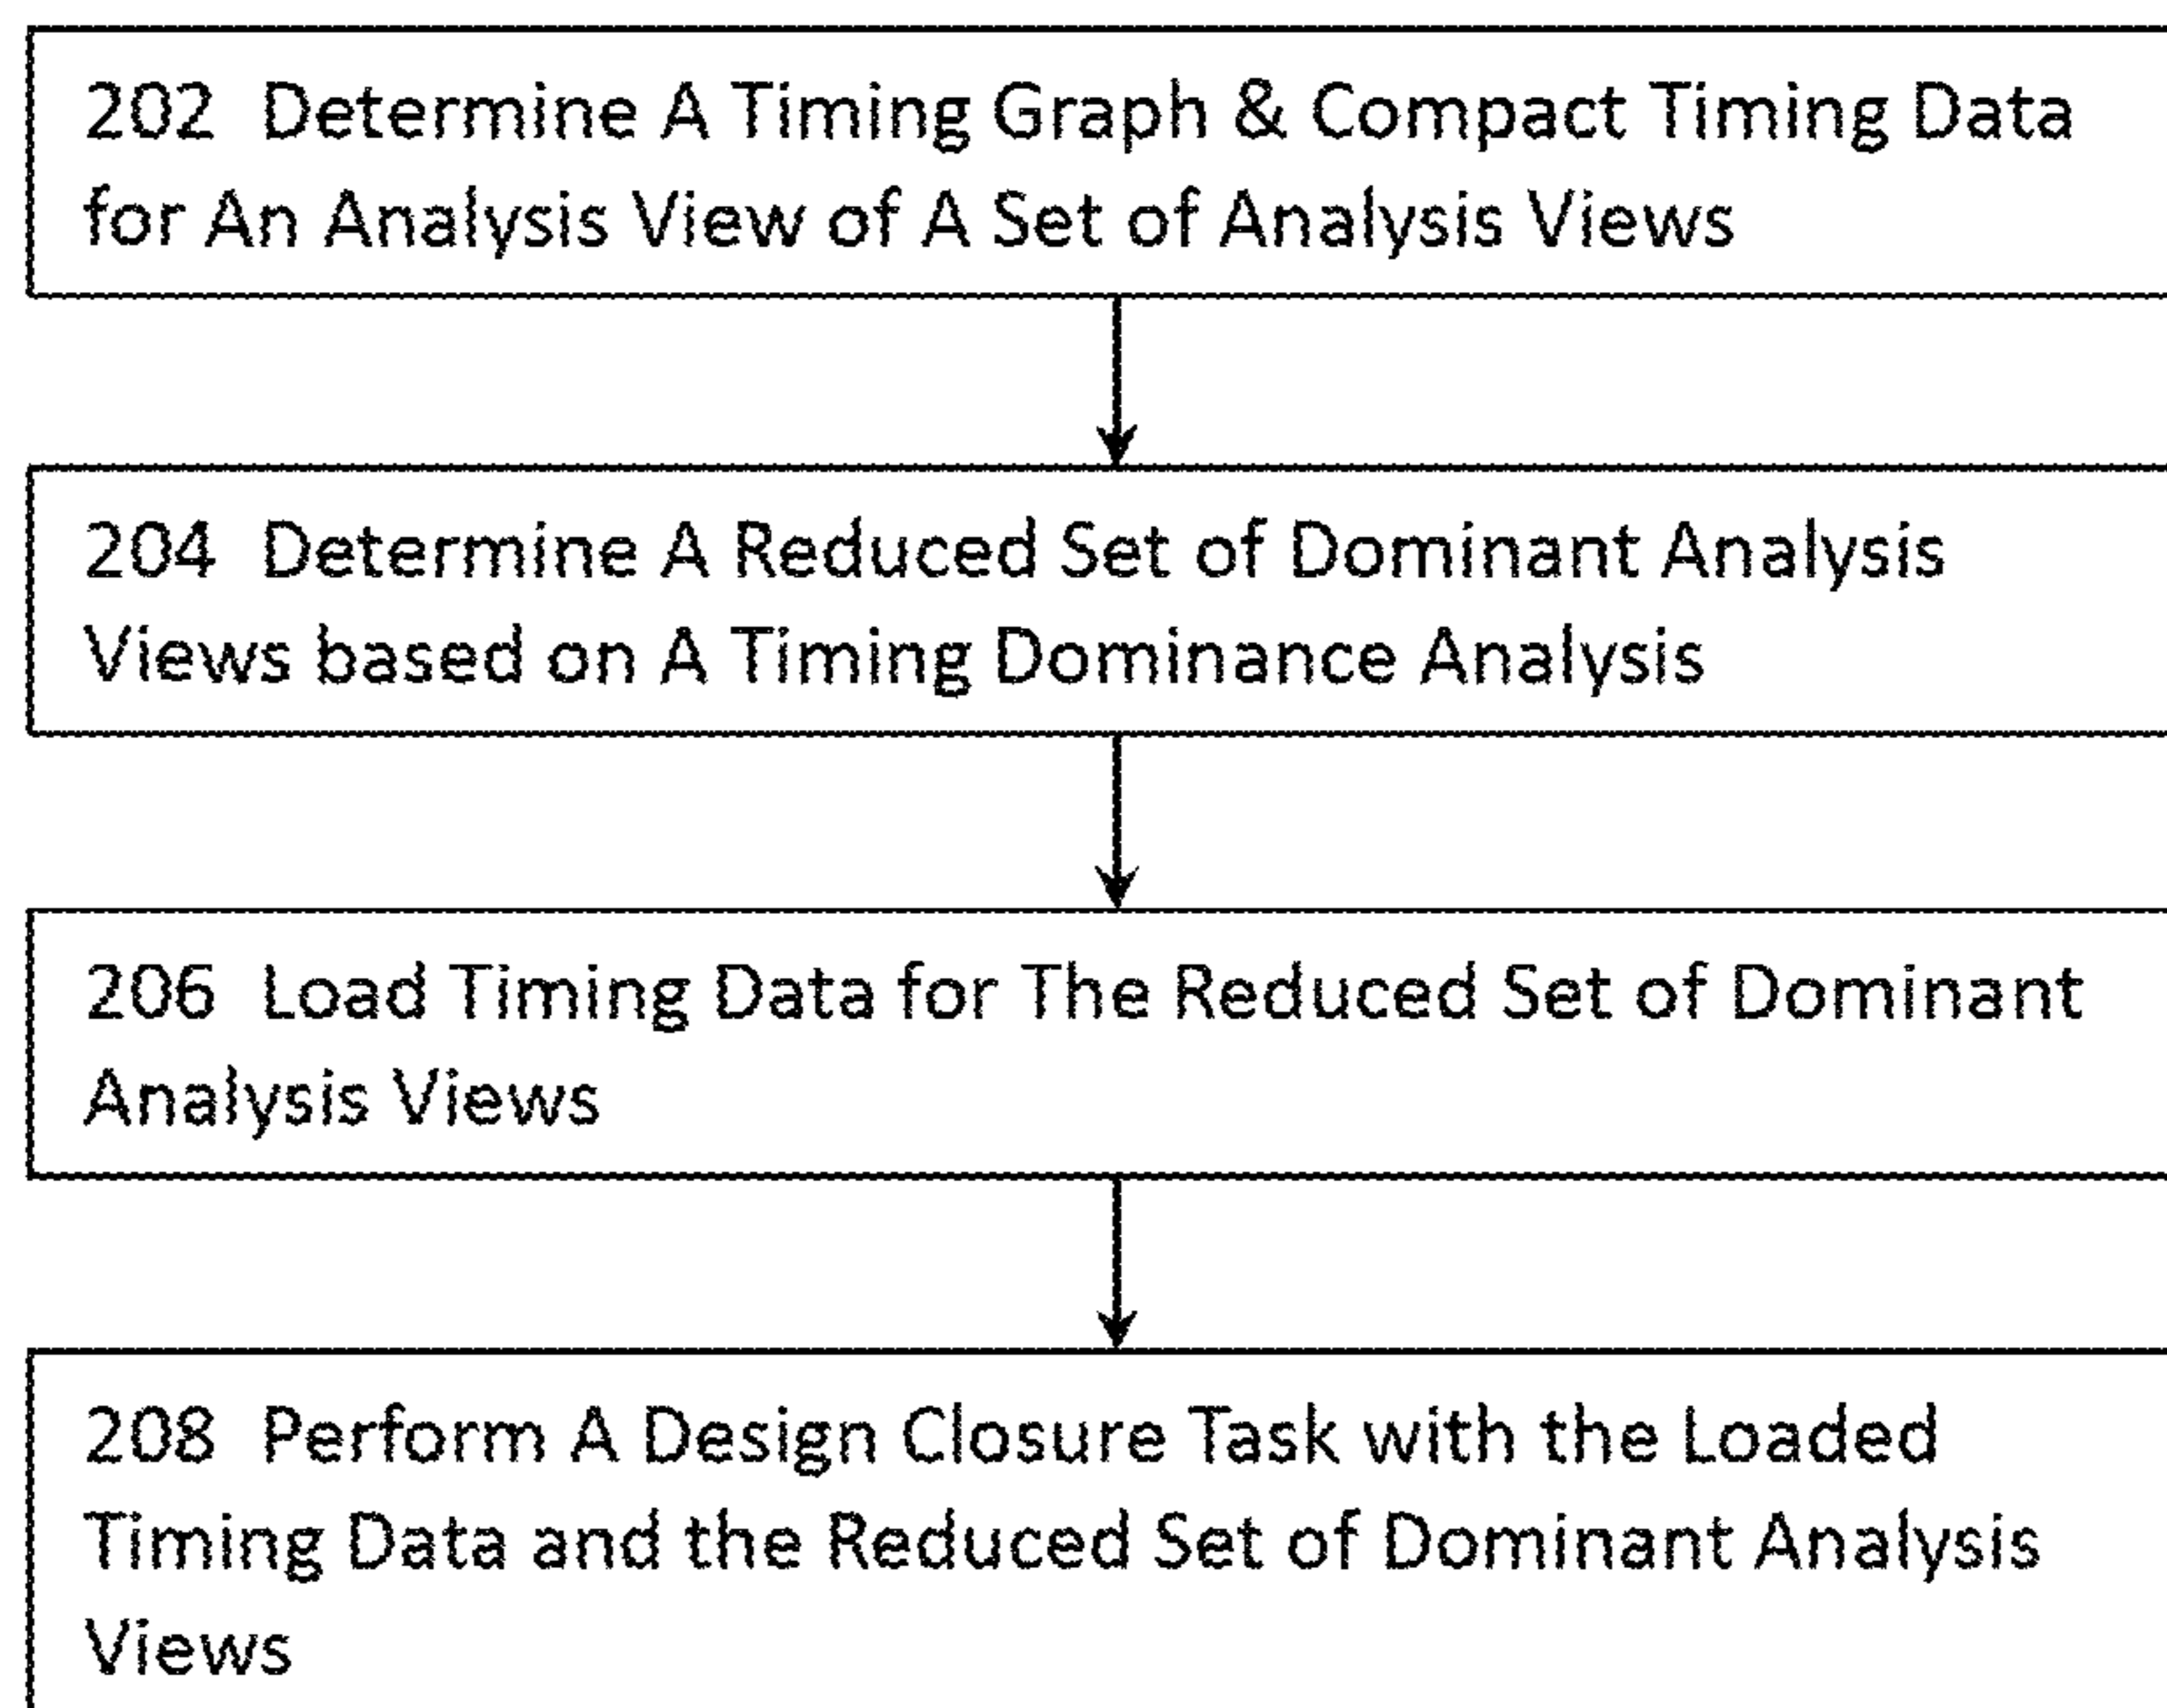 202 Determine A Timing Graph & Compact Timing Data
for An Analysis View of A Set of Analysis Views
204 Determine A Reduced Set of Dominant Analysis
Views based on A Timing Dominance Analysis
206 Load Timing Data for The Reduced Set of Dominant
Analysis Views
208 Perform A Design Closure Task with the Loaded
Timing Data and the Reduced Set of Dominant Analysis
Views